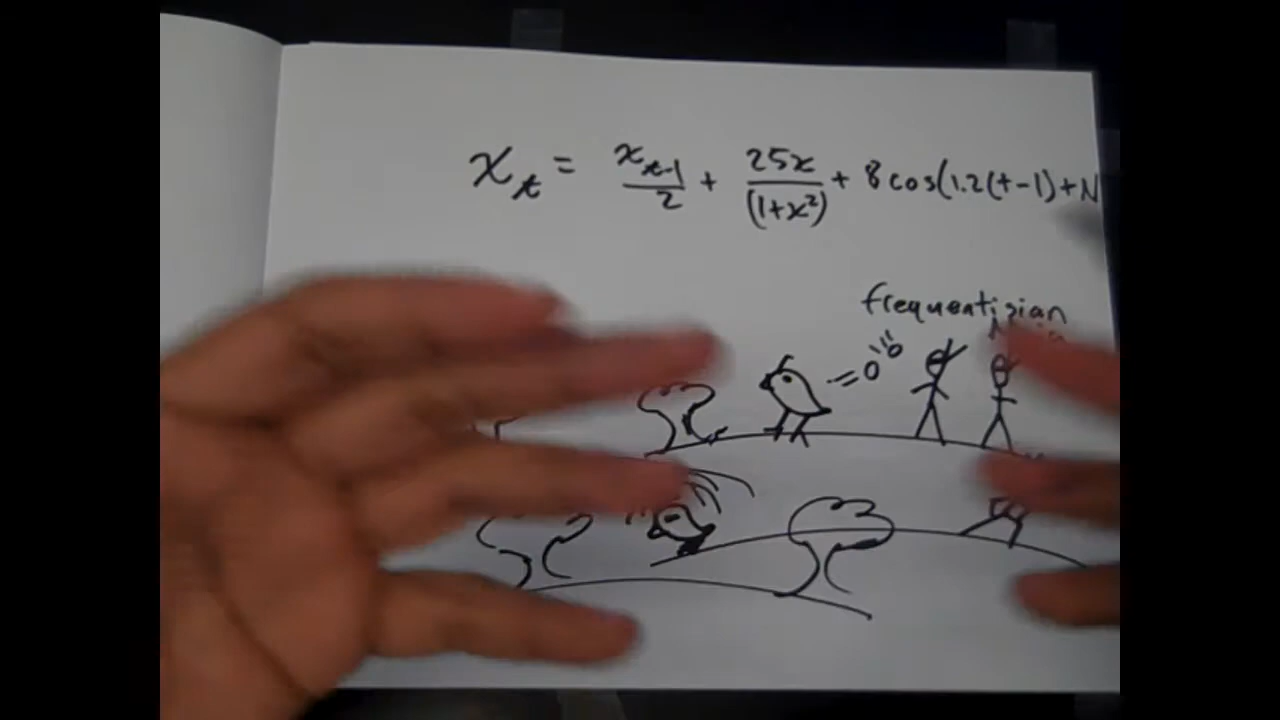 x_t = x_{t-1}/2 + 25x/(1+x²) + 8cos(1.2(t-1)+N
frequentisian